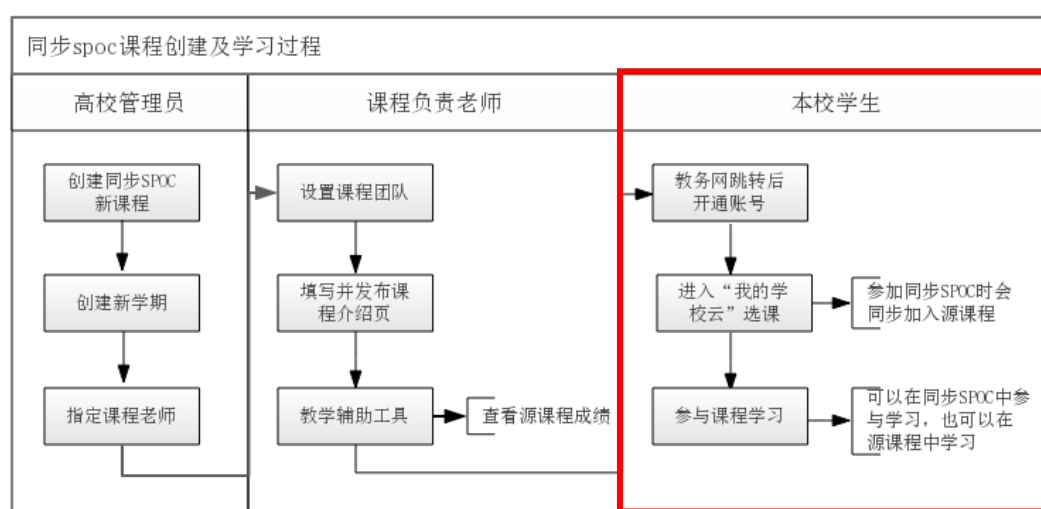 同步spoc课程创建及学习过程
高校管理员
课程负责老师
本校学生
创建同步SPOC
新课程
创建新学期
指定课程老师
设置课程团队
填写并发布课
程介绍页
教学辅助工具
查看源课程成绩
教务网跳转后
开通账号
进入“我的学
校云”选课
参加同步SPOC时会
同步加入源课程
参与课程学习
可以在同步SPOC中参
与学习，也可以在
源课程中学习